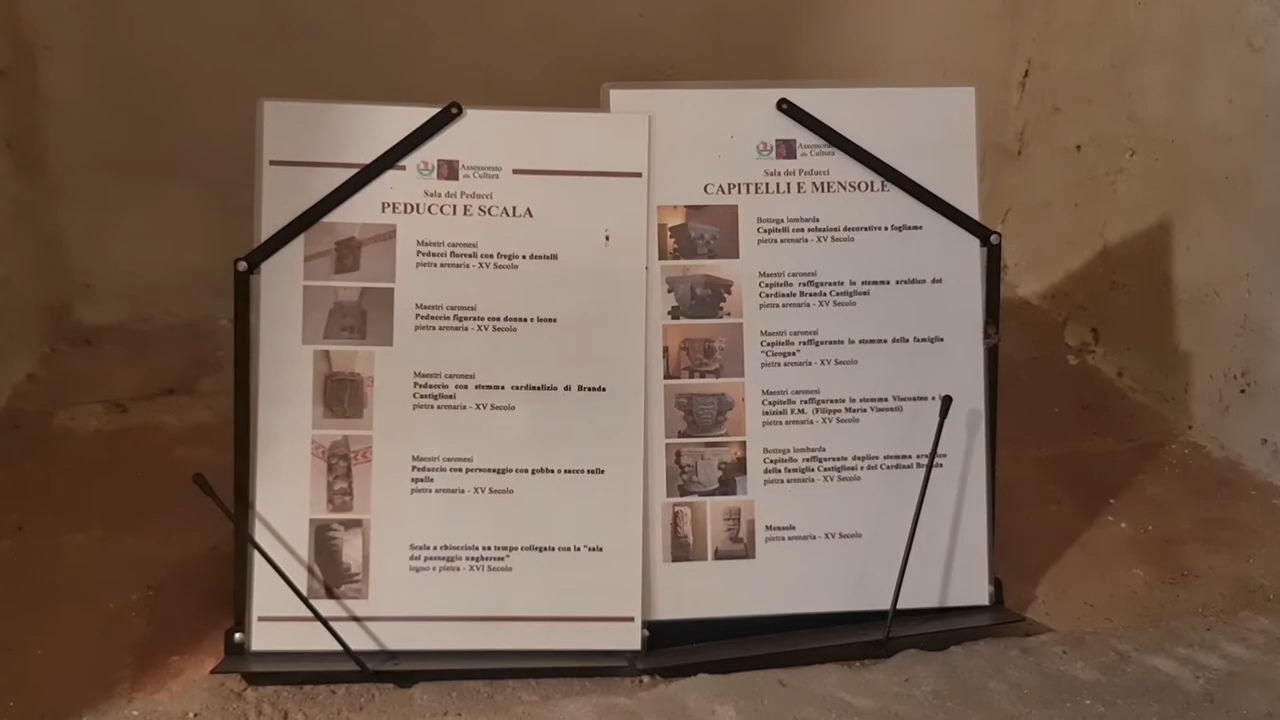 Assessorato
alla Cultura
Sala dei Peducci
PEDUCCI E SCALA
Maestri caronesi
Peducci floreali con fregio a dentelli
pietra arenaria - XV Secolo
Maestri caronesi
Peduccio figurato con donna e leone
pietra arenaria - XV Secolo
Maestri caronesi
Peduccio con stemma cardinalizio di Branda
Castiglioni
pietra arenaria - XV Secolo
Maestri caronesi
Peduccio con personaggio con gobba o sacco sulle
spalle
pietra arenaria - XV Secolo
Scala a chiocciola un tempo collegata con la "sala
del passaggio ungherese"
legno e pietra - XVI Secolo
Assessorato
alla Cultura
Sala dei Peducci
CAPITELLI E MENSOLE
Bottega lombarda
Capitelli con soluzioni decorative a fogliame
pietra arenaria - XV Secolo
Maestri caronesi
Capitello raffigurante lo stemma araldico del
Cardinale Branda Castiglioni
pietra arenaria - XV Secolo
Maestri caronesi
Capitello raffigurante lo stemma della famiglia
"Cicogna"
pietra arenaria - XV Secolo
Maestri caronesi
Capitello raffigurante lo stemma Visconteo e
iniziali F.M. (Filippo Maria Visconti)
pietra arenaria - XV Secolo
Bottega lombarda
Capitello raffigurante duplice stemma araldico
della famiglia Castiglioni e del Cardinal Branda
pietra arenaria - XV Secolo
Mensole
pietra arenaria - XV Secolo